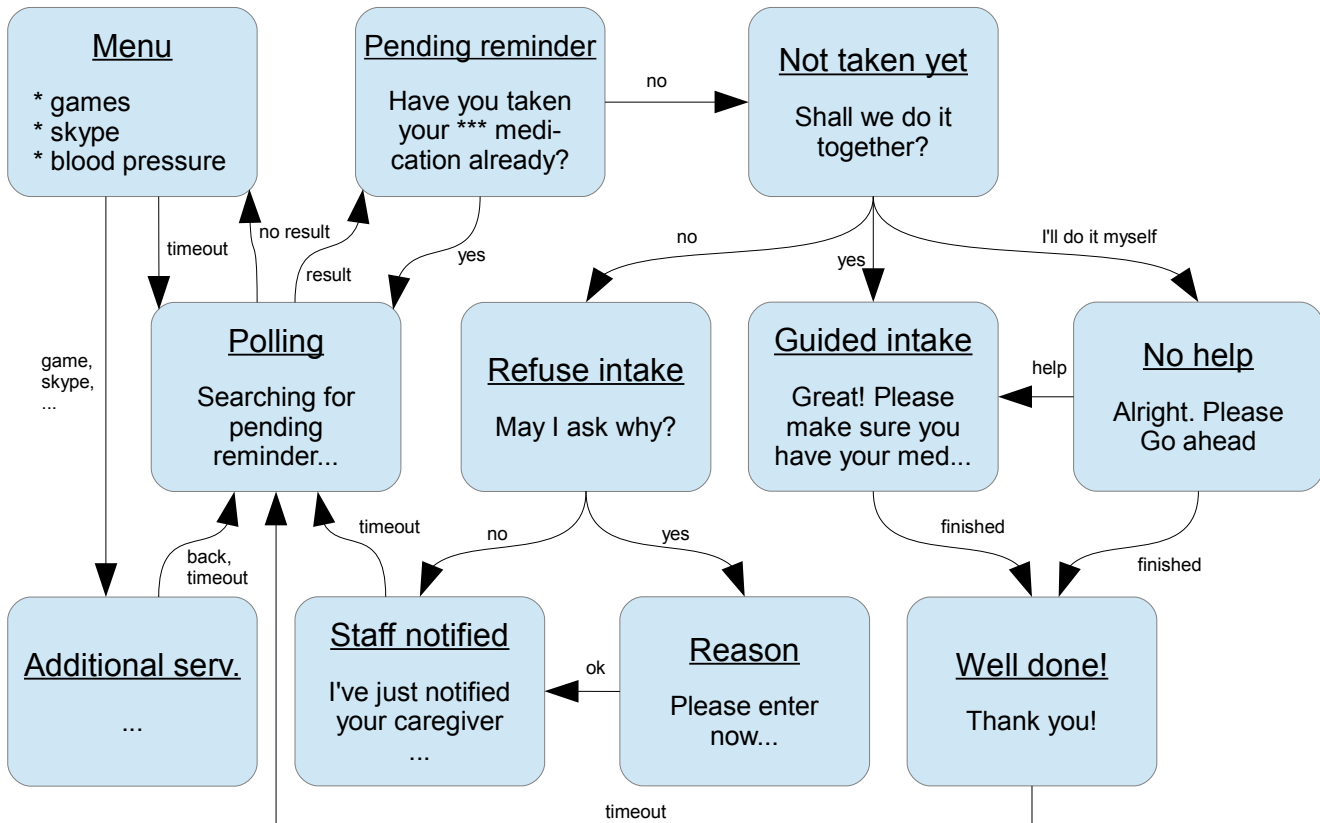 Menu
* games
* skype
* blood pressure
Pending reminder
Have you taken
your *** medi-
cation already?
no
Not taken yet
Shall we do it
together?
timeout
no result
result
yes
no
yes
I'll do it myself
game,
skype,
...
Polling
Searching for
pending
reminder...
Refuse intake
May I ask why?
Guided intake
Great! Please
make sure you
have your med...
help
No help
Alright. Please
Go ahead
back,
timeout
timeout
no
yes
finished
finished
Additional serv.
...
Staff notified
I've just notified
your caregiver
...
ok
Reason
Please enter
now...
Well done!
Thank you!
timeout